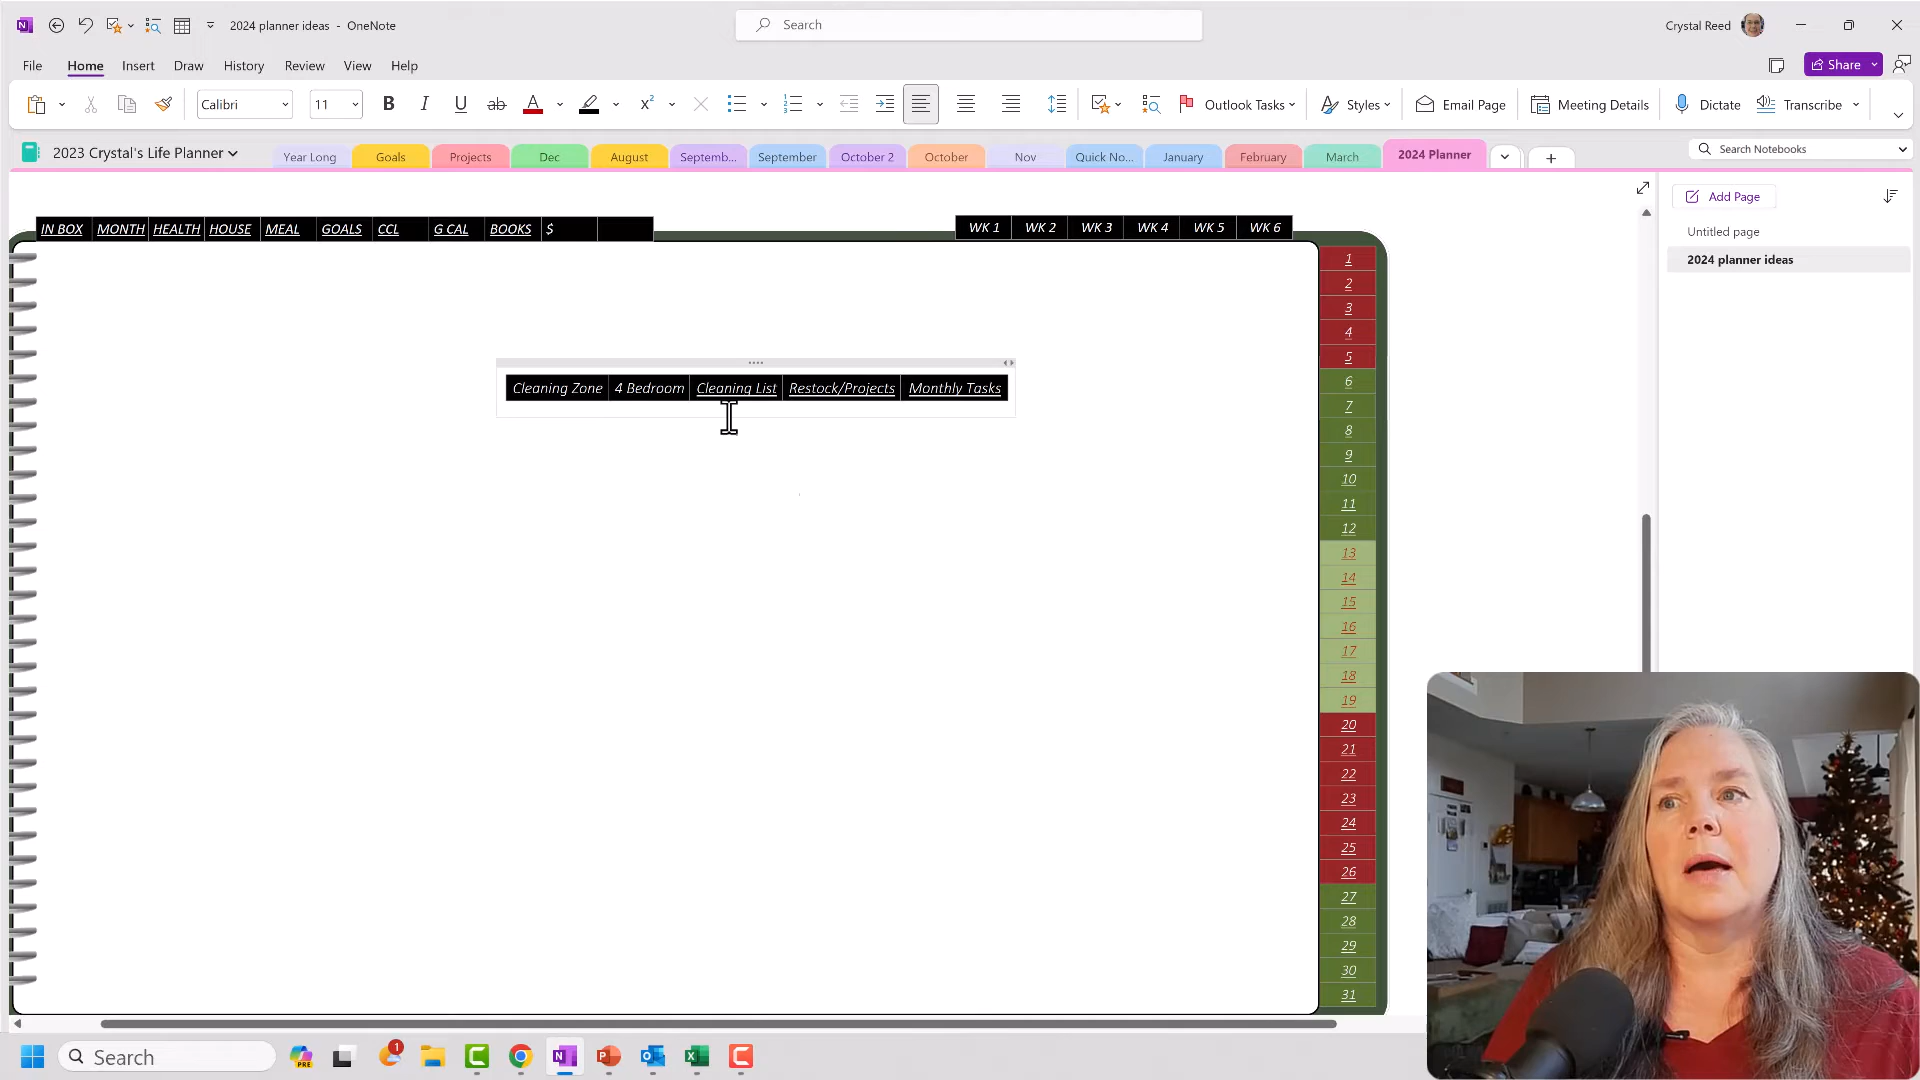 2024 planner ideas - OneNote
Search
Crystal Reed
File Home Insert Draw History Review View Help
Share
Calibri 11 B I U ab A x² Outlook Tasks Styles Email Page Meeting Details Dictate Transcribe
2023 Crystal's Life Planner
Year Long Goals Projects Dec August Septemb... September October 2 October Nov Quick No... January February March 2024 Planner
Search Notebooks
Add Page
Untitled page
2024 planner ideas
IN BOX MONTH HEALTH HOUSE MEAL GOALS CCL G CAL BOOKS $
WK 1 WK 2 WK 3 WK 4 WK 5 WK 6
Cleaning Zone 4 Bedroom Cleaning List Restock/Projects Monthly Tasks
1
2
3
4
5
6
7
8
9
10
11
12
13
14
15
16
17
18
19
20
21
22
23
24
25
26
27
28
29
30
31
Search
PRE
1